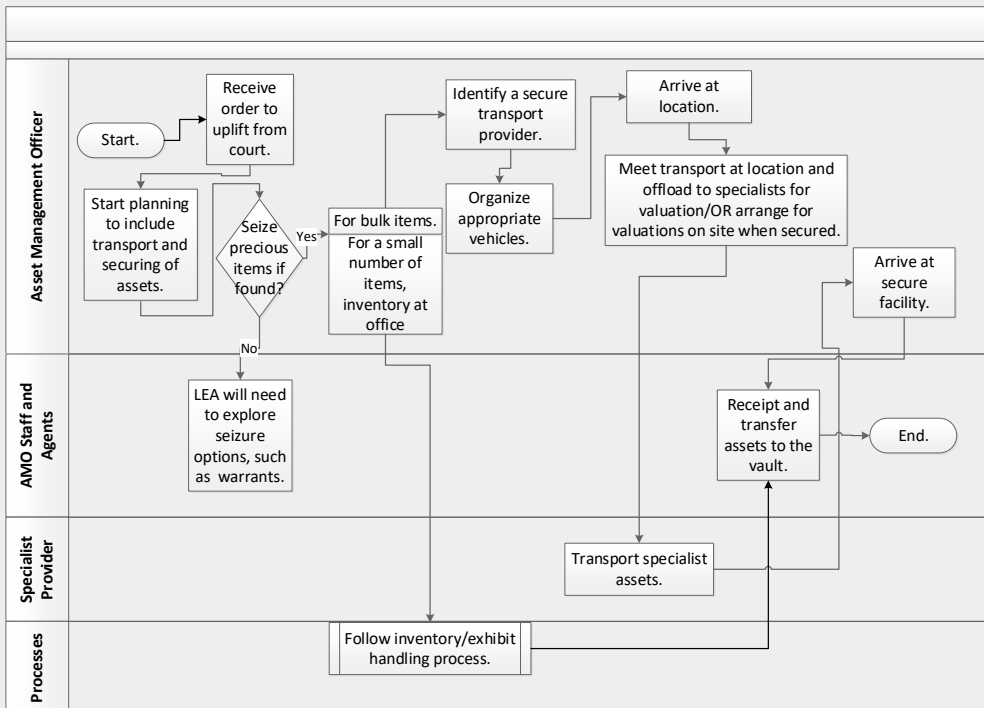 Asset Management Officer
Start.
Receive
order to
uplift from
court.
Start planning
to include
transport and
securing of
assets.
Seize
precious
items if
found?
Yes
No
For bulk items.
For a small
number of
items,
inventory at
office
Identify a secure
transport
provider.
Organize
appropriate
vehicles.
Arrive at
location.
Meet transport at location and
offload to specialists for
valuation/OR arrange for
valuations on site when secured.
Arrive at
secure
facility.
AMO Staff and
Agents
LEA will need
to explore
seizure
options, such
as warrants.
Receipt and
transfer
assets to the
vault.
End.
Specialist
Provider
Transport specialist
assets.
Processes
Follow inventory/exhibit
handling process.